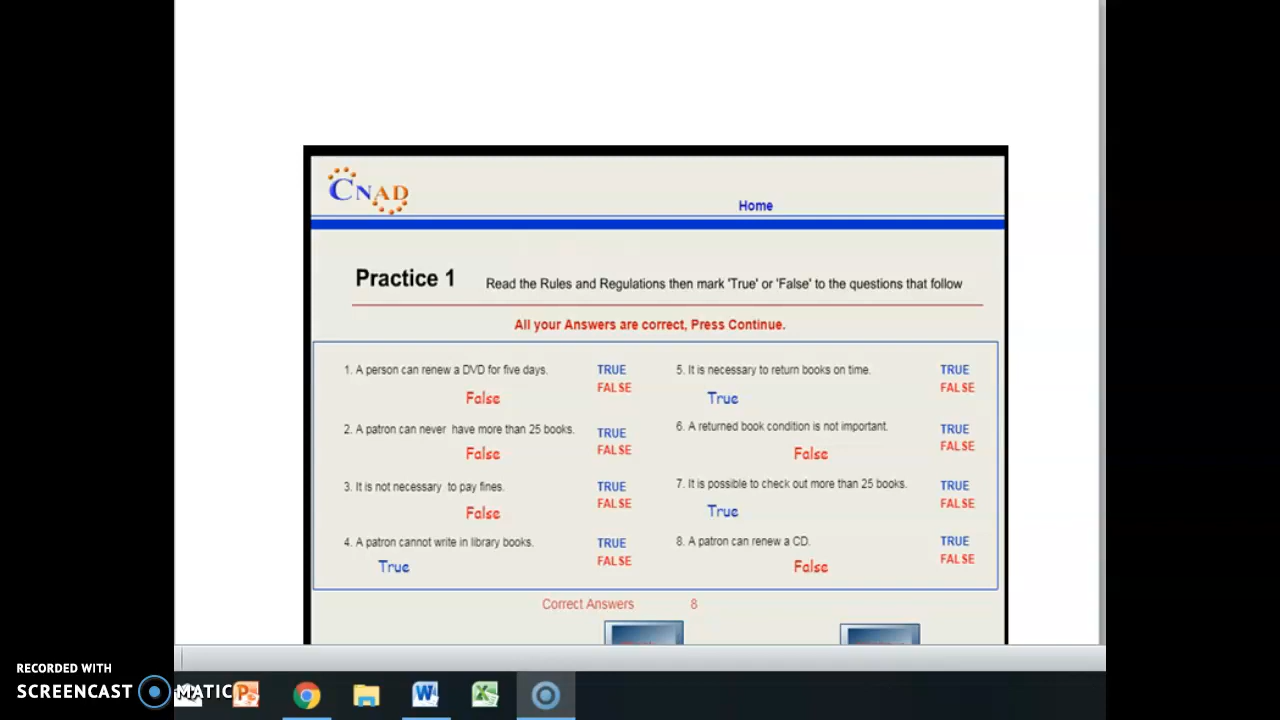 CNAD
Home
Practice 1 Read the Rules and Regulations then mark 'True' or 'False' to the questions that follow
All your Answers are correct, Press Continue.
1. A person can renew a DVD for five days. TRUE
FALSE
False
2. A patron can never have more than 25 books. TRUE
FALSE
False
3. It is not necessary to pay fines. TRUE
FALSE
False
4. A patron cannot write in library books. TRUE
FALSE
True
5. It is necessary to return books on time. TRUE
FALSE
True
6. A returned book condition is not important. TRUE
FALSE
False
7. It is possible to check out more than 25 books. TRUE
FALSE
True
8. A patron can renew a CD. TRUE
FALSE
False
Correct Answers 8
RECORDED WITH
SCREENCAST MATIC